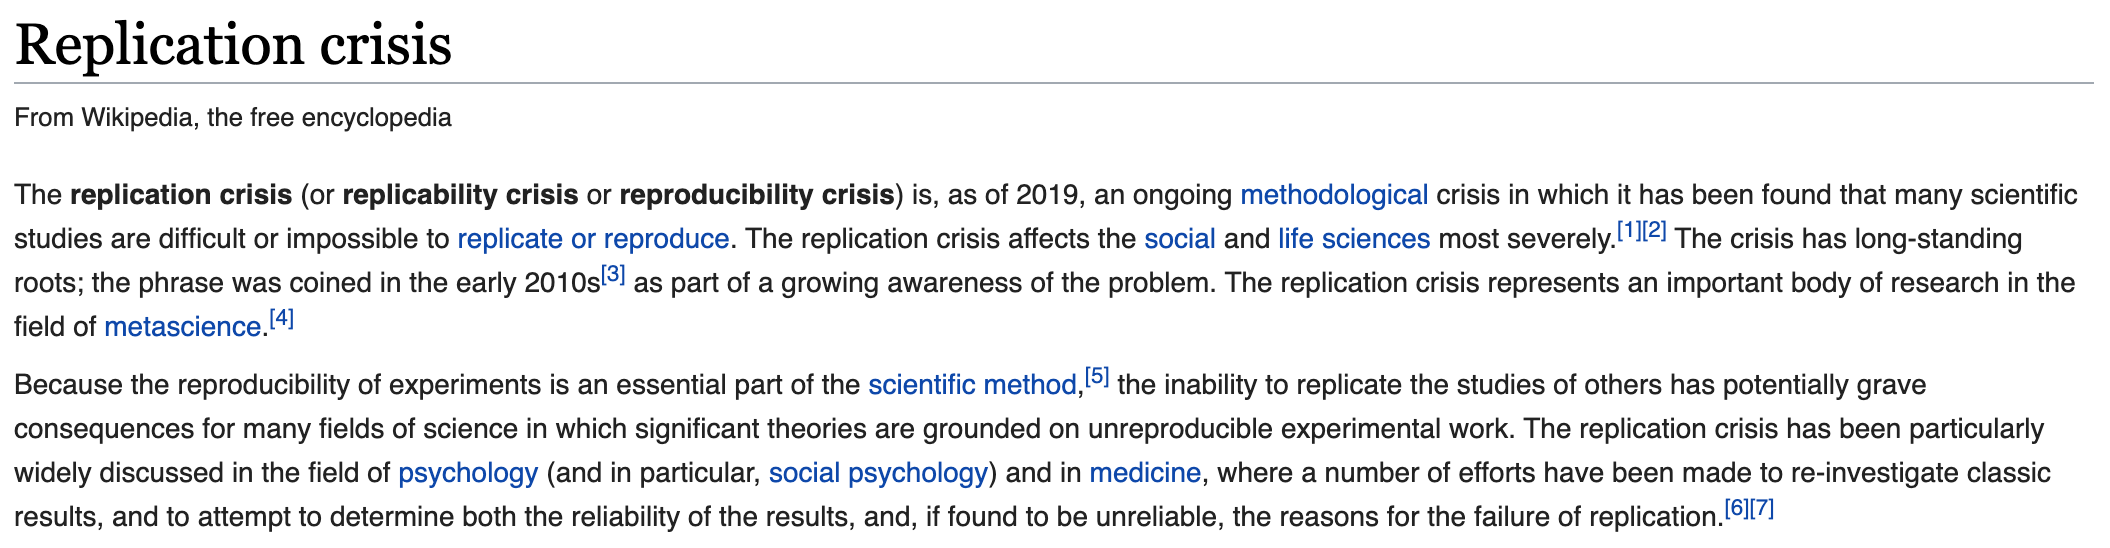 Replication crisis
From Wikipedia, the free encyclopedia
The replication crisis (or replicability crisis or reproducibility crisis) is, as of 2019, an ongoing methodological crisis in which it has been found that many scientific
studies are difficult or impossible to replicate or reproduce. The replication crisis affects the social and life sciences most severely.[1][2] The crisis has long-standing
roots; the phrase was coined in the early 2010s[3] as part of a growing awareness of the problem. The replication crisis represents an important body of research in the
field of metascience.[4]
Because the reproducibility of experiments is an essential part of the scientific method,[5] the inability to replicate the studies of others has potentially grave
consequences for many fields of science in which significant theories are grounded on unreproducible experimental work. The replication crisis has been particularly
widely discussed in the field of psychology (and in particular, social psychology) and in medicine, where a number of efforts have been made to re-investigate classic
results, and to attempt to determine both the reliability of the results, and, if found to be unreliable, the reasons for the failure of replication.[6][7]